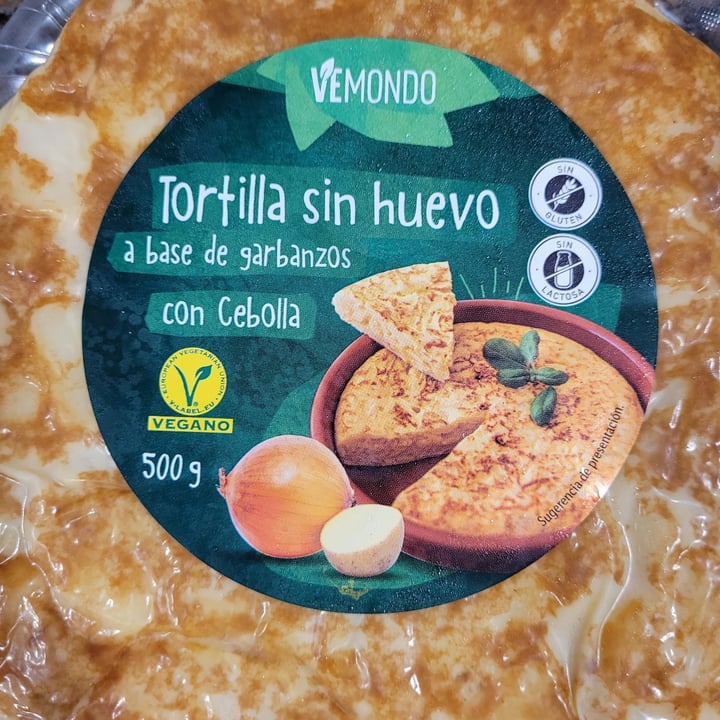 VEMONDO
Tortilla sin huevo
a base de garbanzos
con Cebolla
SIN
GLUTEN
SIN
LACTOSA
EUROPEAN VEGETARIAN UNION
V-LABEL.EU
VEGANO
500 g
Sugerencia de presentación.